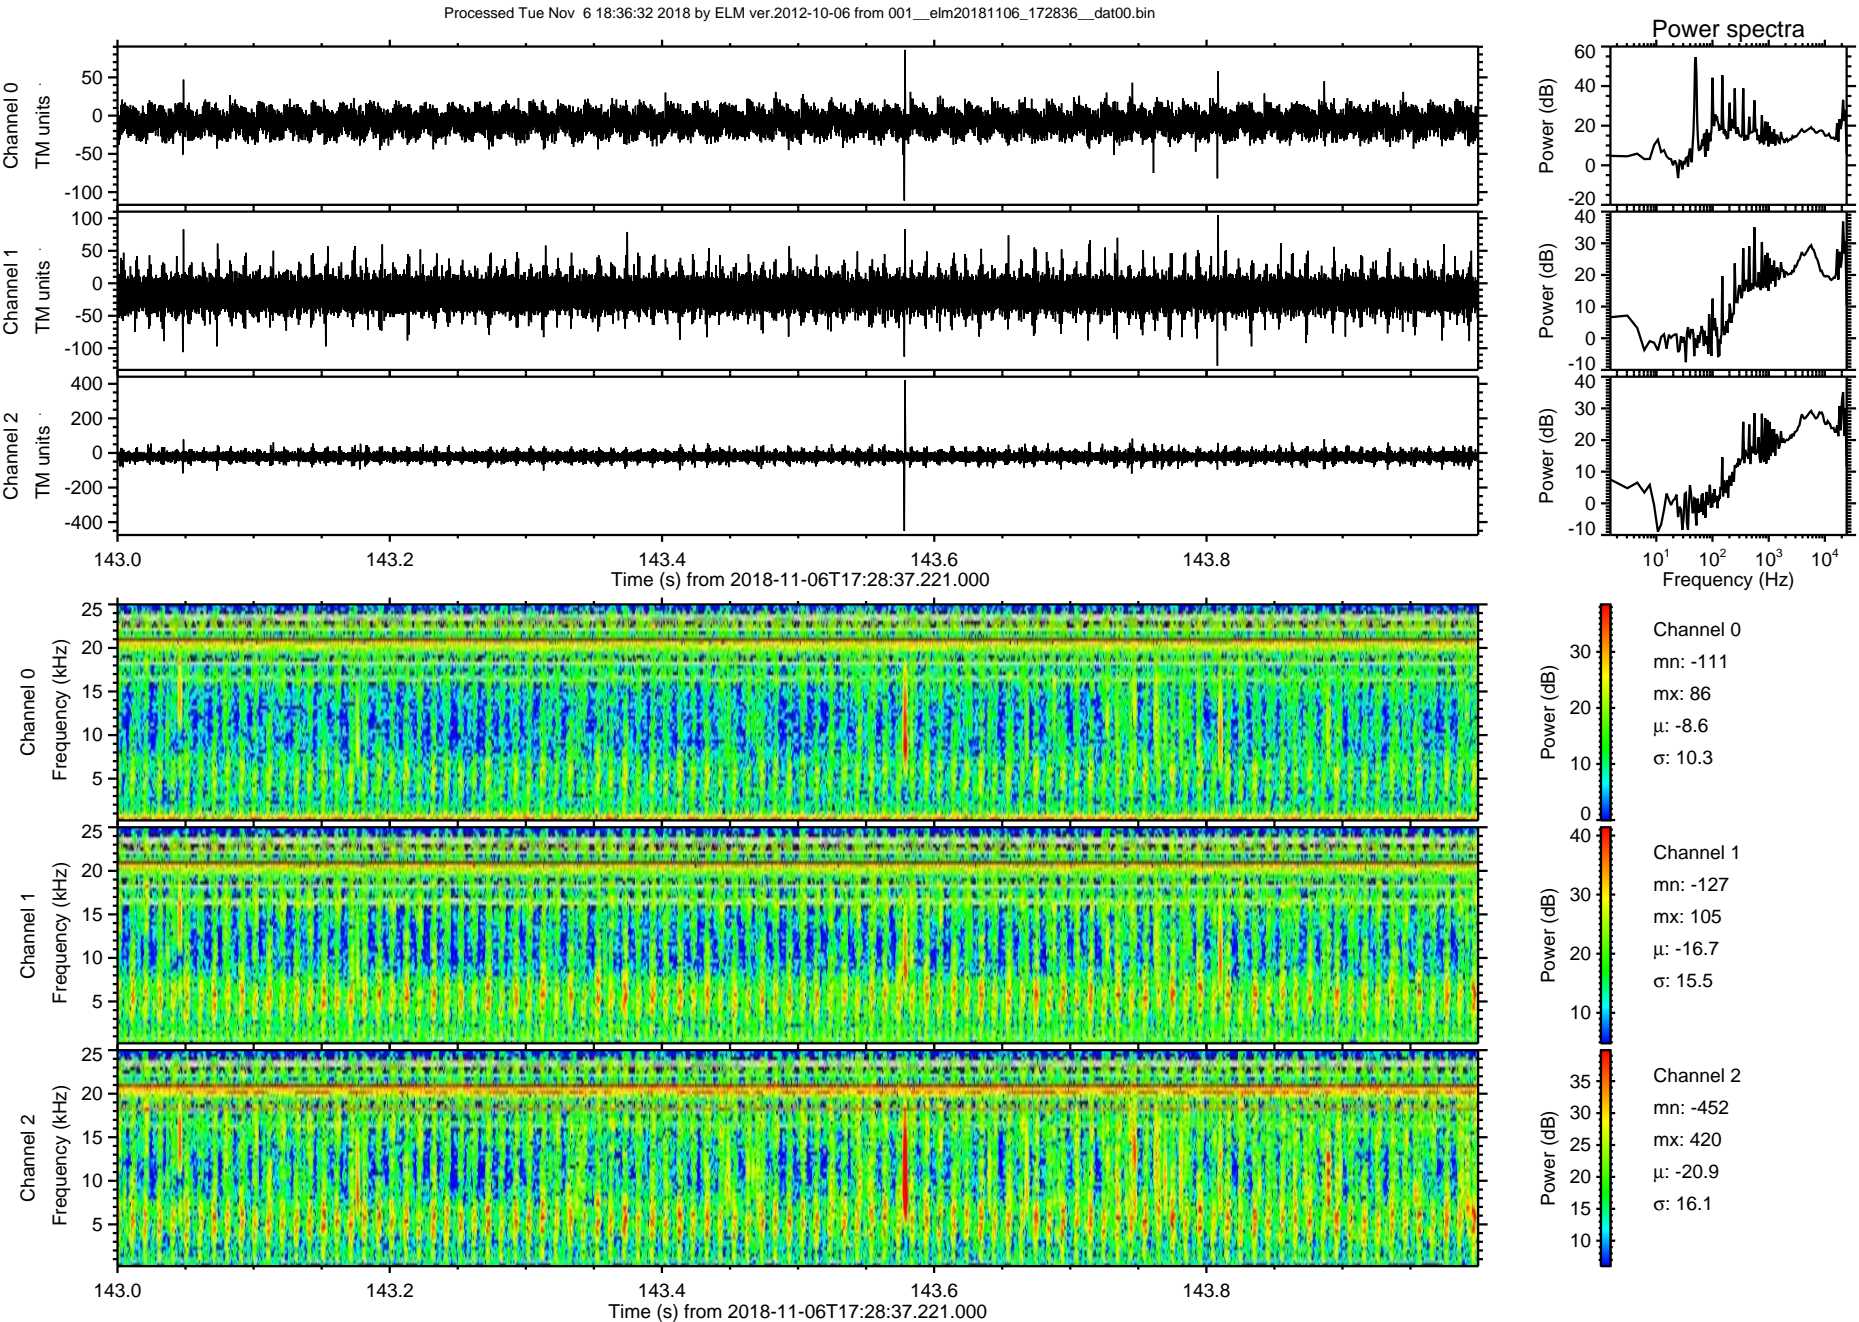 Processed Tue Nov  6 18:36:32 2018 by ELM ver.2012-10-06 from 001__elm20181106_172836__dat00.bin
Power spectra
Channel 0
TM units
50
0
-50
-100
Power (dB)
60
40
20
0
-20
Channel 1
TM units
100
50
0
-50
-100
Power (dB)
40
30
20
10
0
-10
Channel 2
TM units
400
200
0
-200
-400
Power (dB)
40
30
20
10
0
-10
143.0 143.2 143.4 143.6 143.8
Time (s) from 2018-11-06T17:28:37.221.000
10^1 10^2 10^3 10^4
Frequency (Hz)
Channel 0
Frequency (kHz)
25
20
15
10
5
Power (dB)
30
20
10
0
Channel 0
mn: -111
mx: 86
μ: -8.6
σ: 10.3
Channel 1
Frequency (kHz)
25
20
15
10
5
Power (dB)
40
30
20
10
Channel 1
mn: -127
mx: 105
μ: -16.7
σ: 15.5
Channel 2
Frequency (kHz)
25
20
15
10
5
Power (dB)
35
30
25
20
15
10
Channel 2
mn: -452
mx: 420
μ: -20.9
σ: 16.1
143.0 143.2 143.4 143.6 143.8
Time (s) from 2018-11-06T17:28:37.221.000